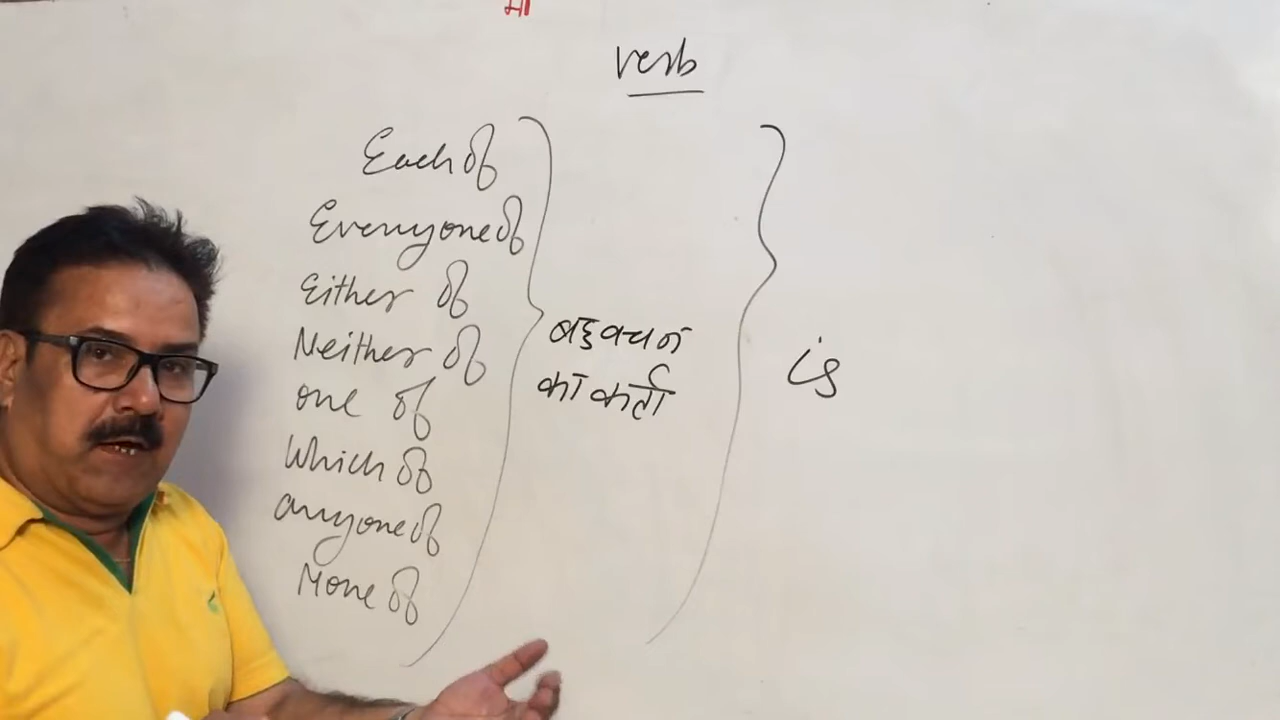 मा
verb
Each of
Everyone of
Either of
Neither of
one of
Which of
anyone of
None of
बहुवचन
का कर्ता
is